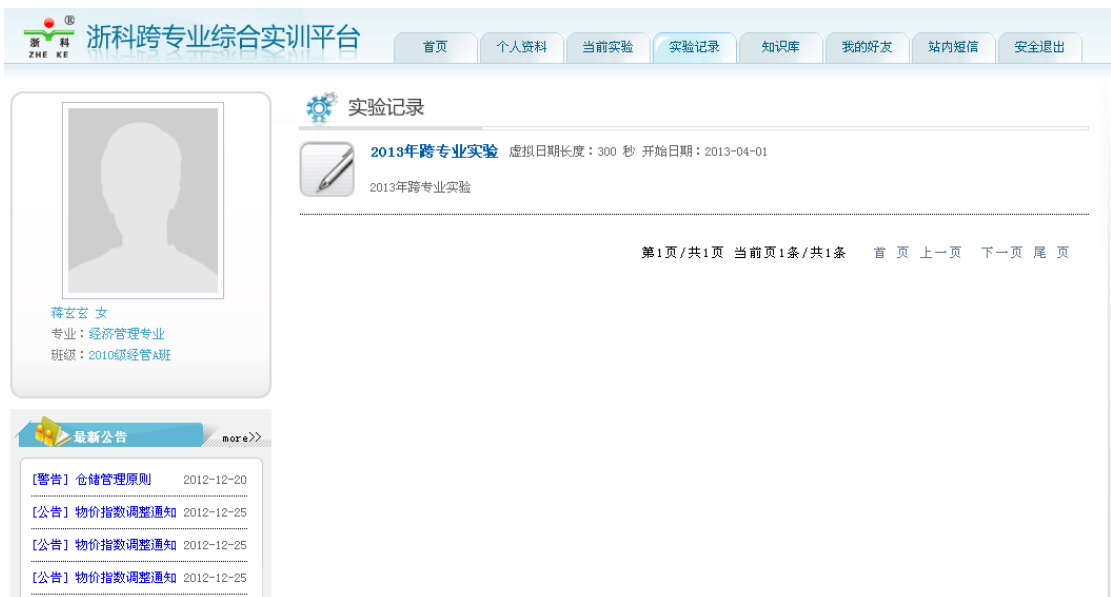 ®
浙 科
ZHE KE
浙科跨专业综合实训平台
首页 个人资料 当前实验 实验记录 知识库 我的好友 站内短信 安全退出
实验记录
2013年跨专业实验 虚拟日期长度：300 秒 开始日期：2013-04-01
2013年跨专业实验
第1页/共1页 当前页1条/共1条 首 页 上一页 下一页 尾 页
蒋玄玄 女
专业：经济管理专业
班级：2010级经管A班
最新公告 more>>
[警告] 仓储管理原则 2012-12-20
[公告] 物价指数调整通知 2012-12-25
[公告] 物价指数调整通知 2012-12-25
[公告] 物价指数调整通知 2012-12-25